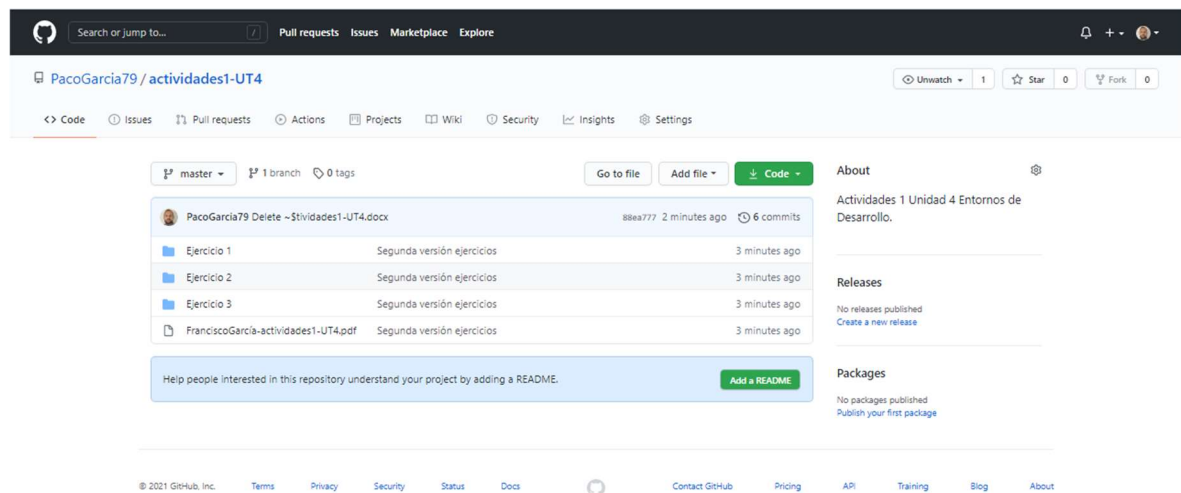 Search or jump to... / Pull requests Issues Marketplace Explore
PacoGarcia79 / actividades1-UT4 Unwatch 1 Star 0 Fork 0
<> Code Issues Pull requests Actions Projects Wiki Security Insights Settings
master 1 branch 0 tags Go to file Add file Code
PacoGarcia79 Delete ~$tividades1-UT4.docx 88ea777 2 minutes ago 6 commits
Ejercicio 1 Segunda versión ejercicios 3 minutes ago
Ejercicio 2 Segunda versión ejercicios 3 minutes ago
Ejercicio 3 Segunda versión ejercicios 3 minutes ago
FranciscoGarcía-actividades1-UT4.pdf Segunda versión ejercicios 3 minutes ago
Help people interested in this repository understand your project by adding a README. Add a README
About
Actividades 1 Unidad 4 Entornos de
Desarrollo.
Releases
No releases published
Create a new release
Packages
No packages published
Publish your first package
© 2021 GitHub, Inc. Terms Privacy Security Status Docs Contact GitHub Pricing API Training Blog About